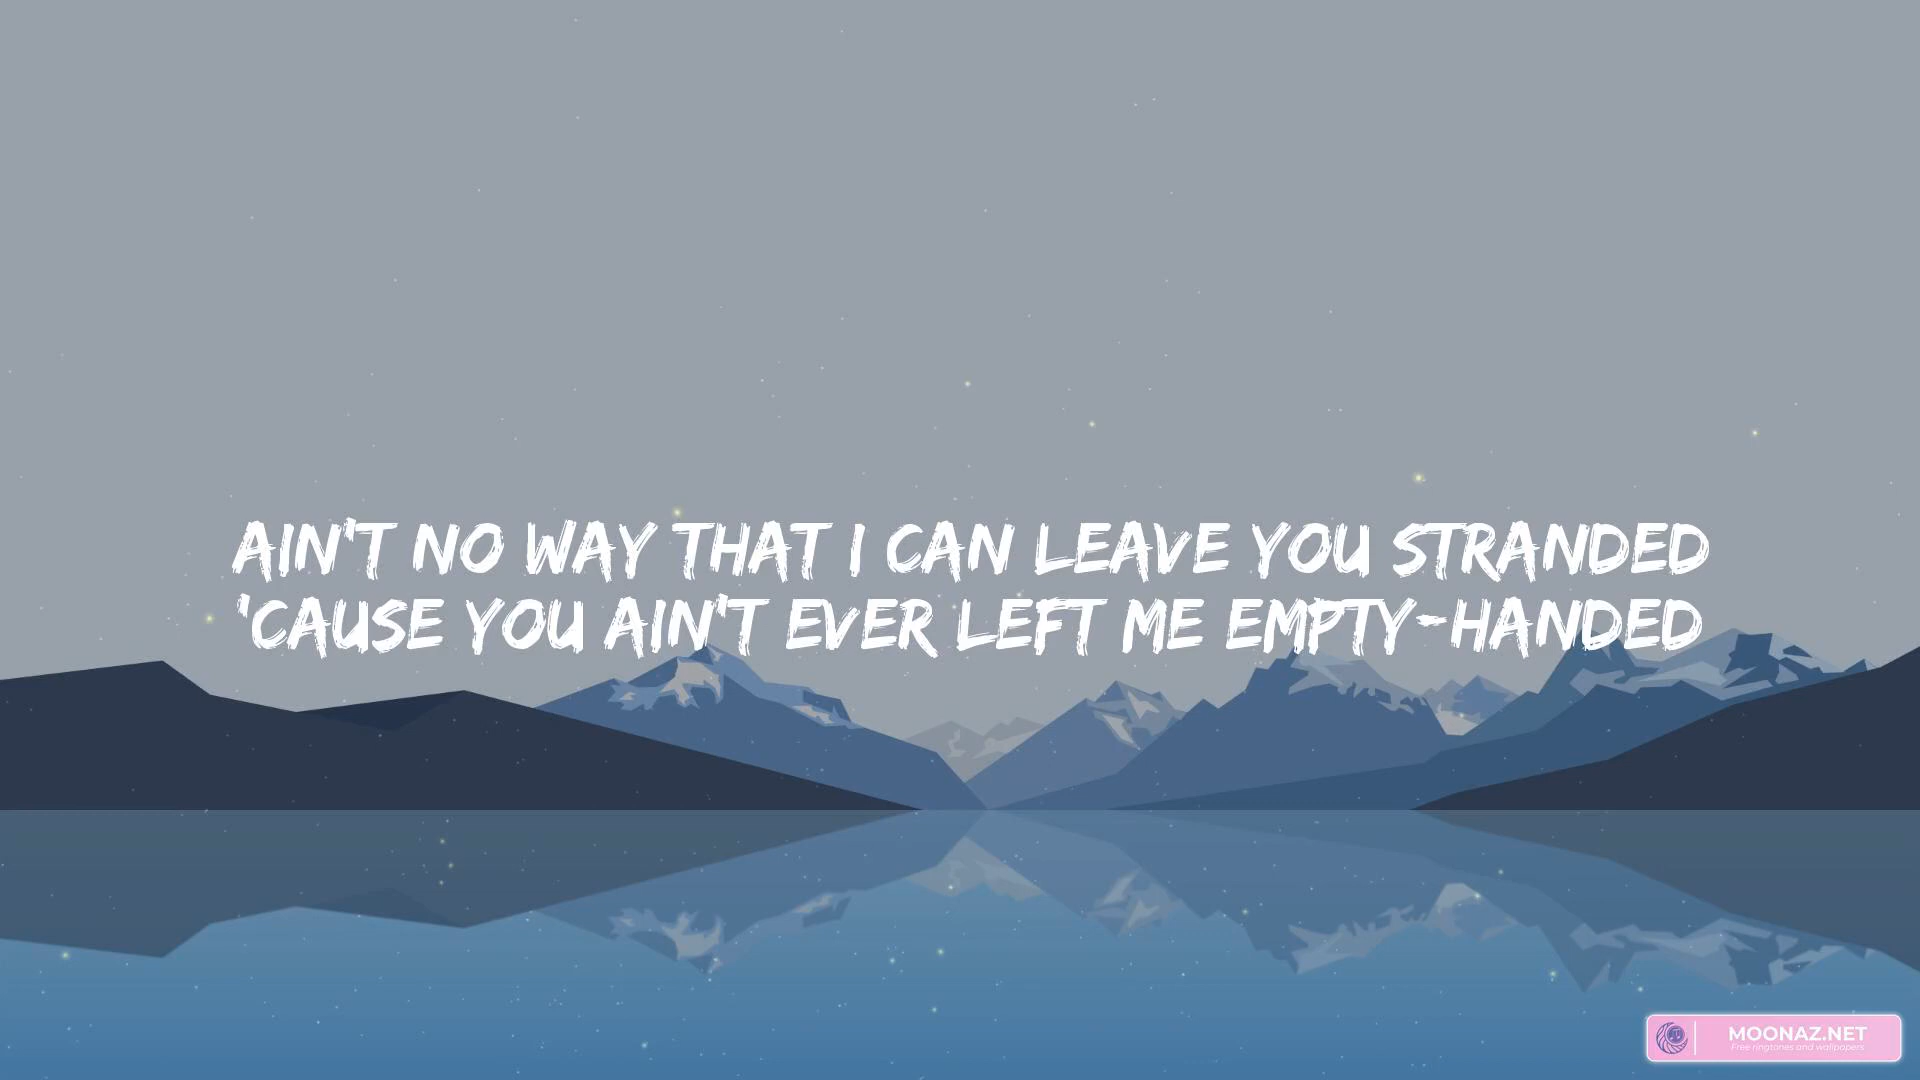 AIN'T NO WAY THAT I CAN LEAVE YOU STRANDED
'CAUSE YOU AIN'T EVER LEFT ME EMPTY-HANDED
MOONAZ.NET
Free ringtones and wallpapers